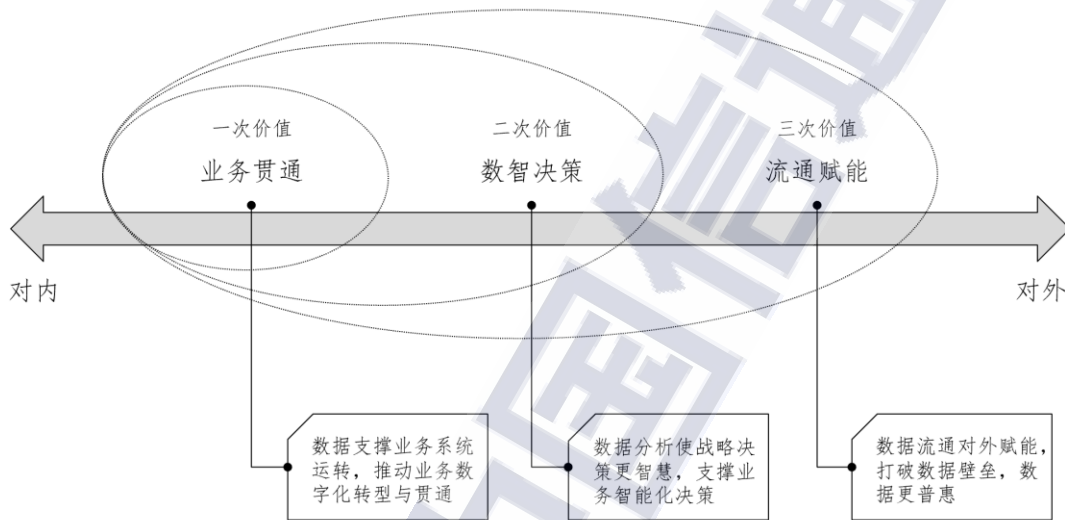 一次价值
业务贯通
二次价值
数智决策
三次价值
流通赋能
对内
对外
数据支撑业务系统
运转，推动业务数
字化转型与贯通
数据分析使战略决
策更智慧，支撑业
务智能化决策
数据流通对外赋能，
打破数据壁垒，数
据更普惠
国信通